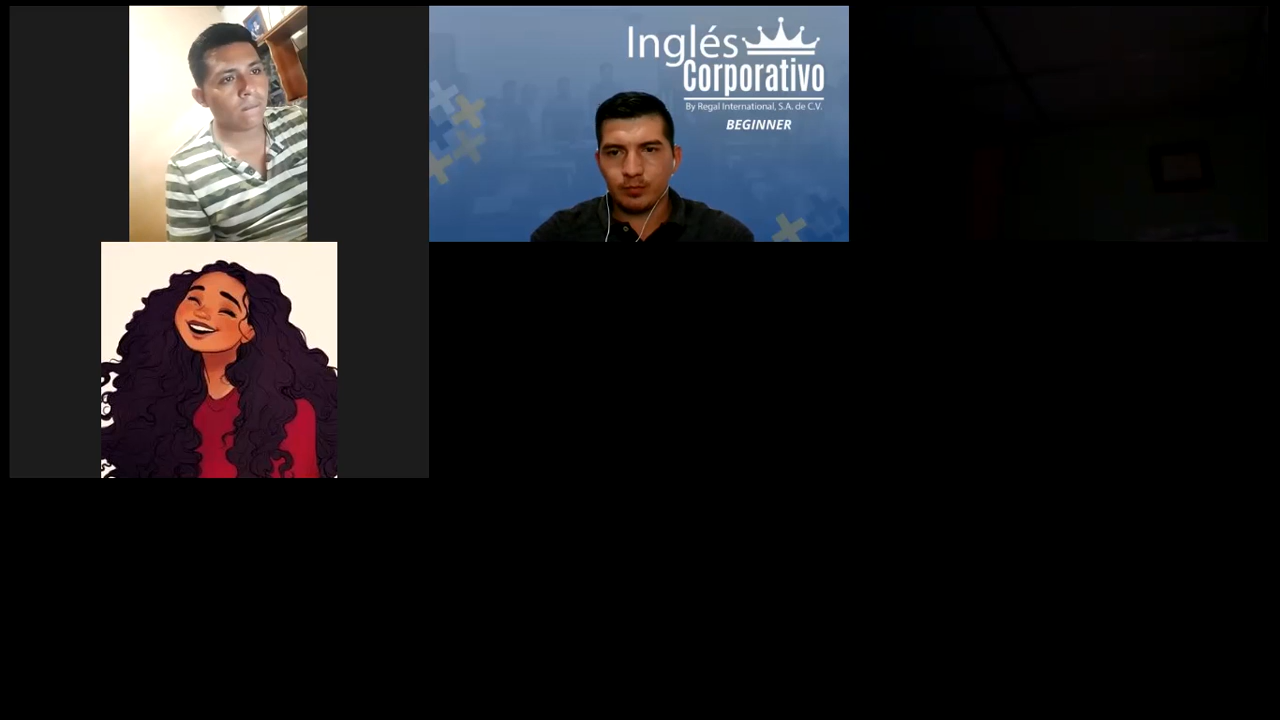 Inglés
Corporativo
By Regal International, S.A. de C.V.
BEGINNER